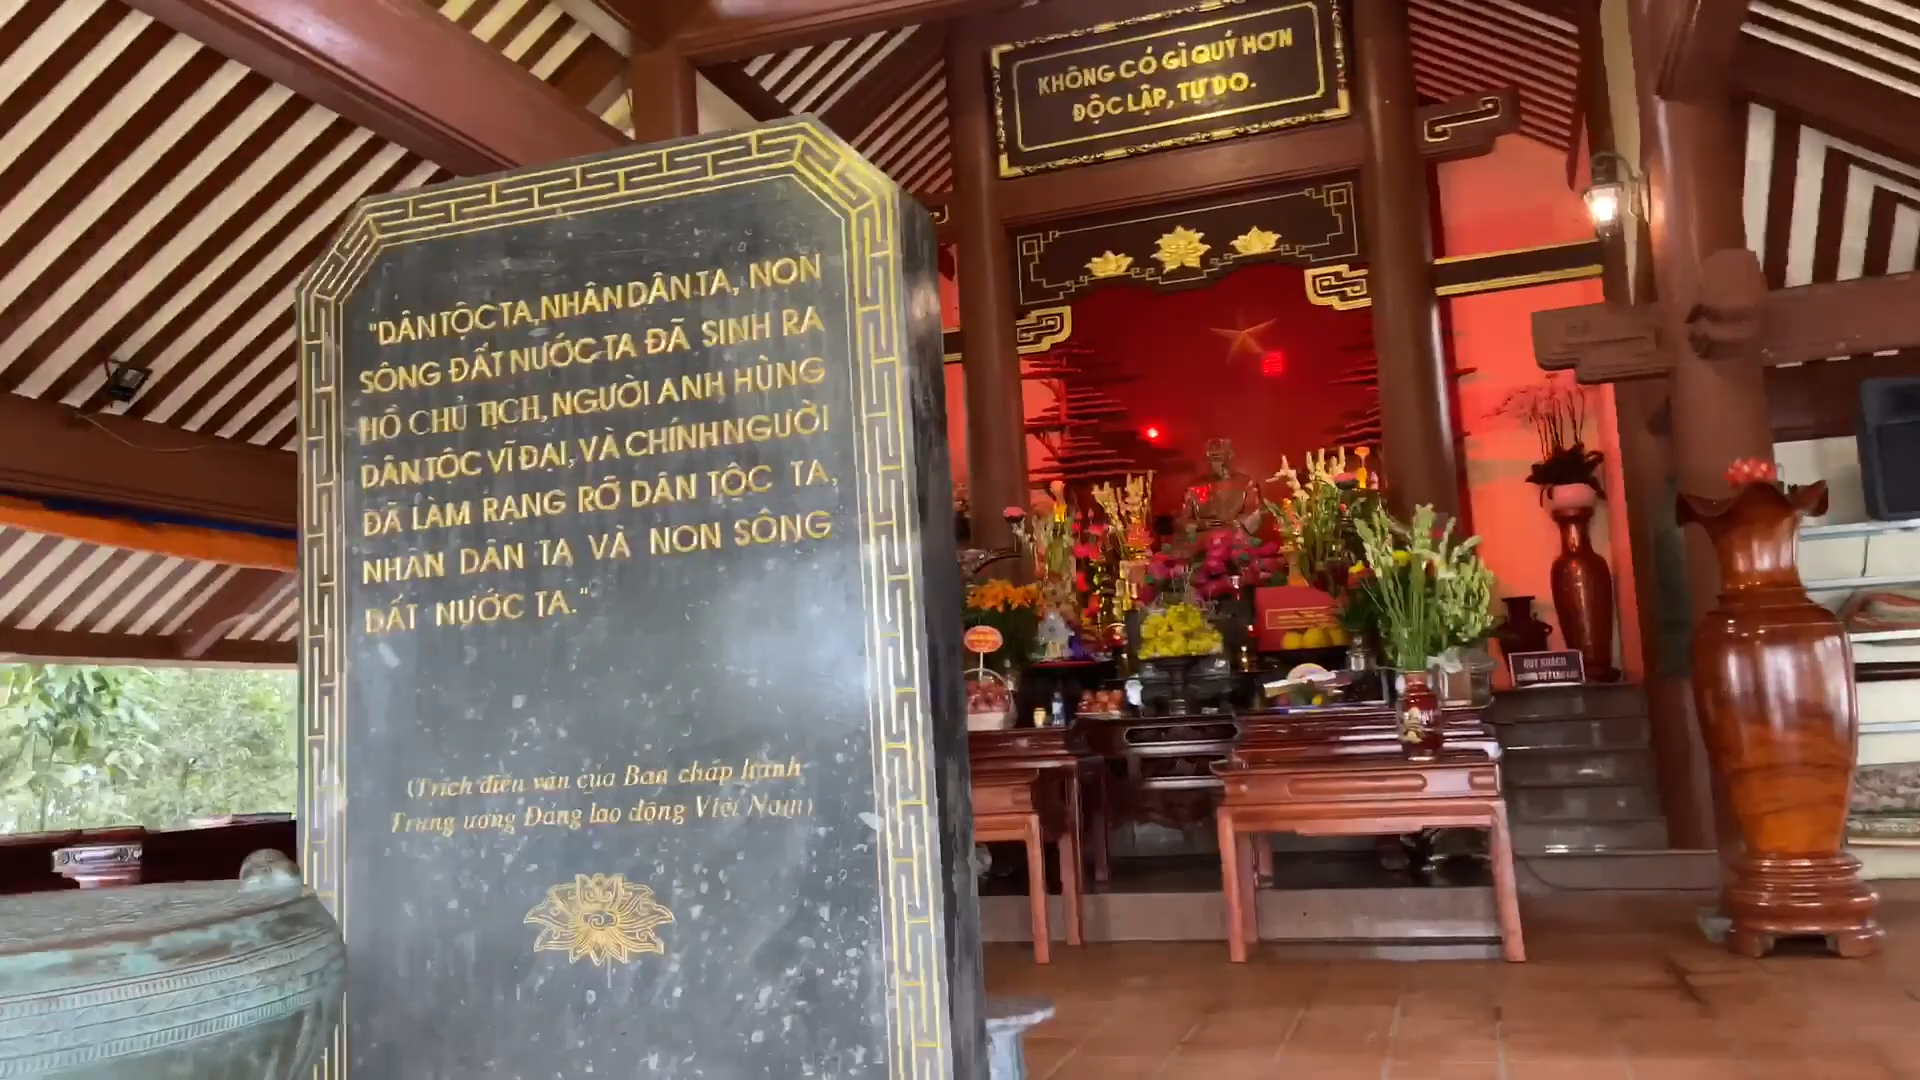 KHÔNG CÓ GÌ QUÝ HƠN
ĐỘC LẬP, TỰ DO.
"DÂN TỘC TA, NHÂN DÂN TA, NON
SÔNG ĐẤT NƯỚC TA ĐÃ SINH RA
HỒ CHỦ TỊCH, NGƯỜI ANH HÙNG
DÂN TỘC VĨ ĐẠI, VÀ CHÍNH NGƯỜI
ĐÃ LÀM RẠNG RỠ DÂN TỘC TA,
NHÂN DÂN TA VÀ NON SÔNG
ĐẤT NƯỚC TA."
(Trích điếu văn của Ban chấp hành
Trung ương Đảng lao động Việt Nam)
QUÝ KHÁCH